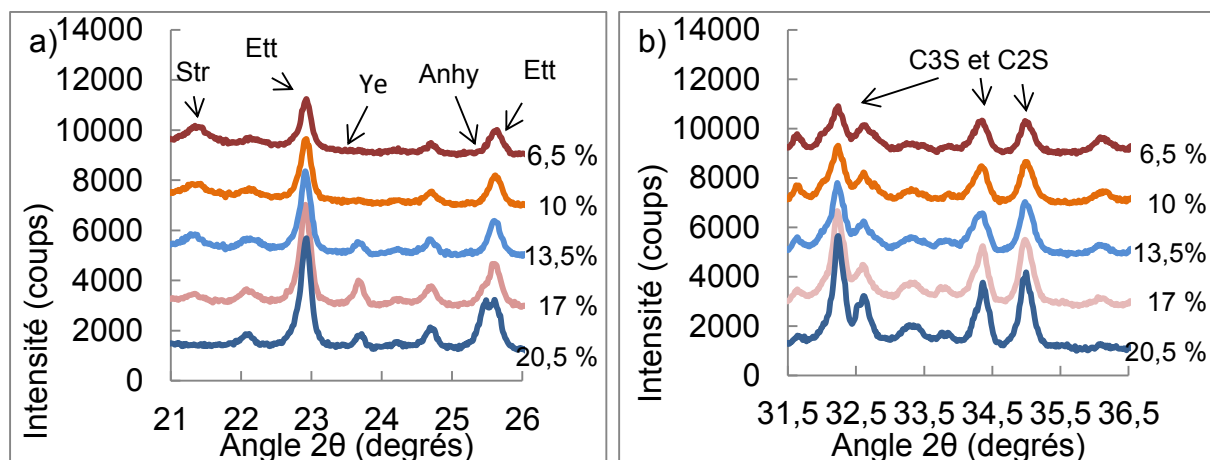 a)
Intensité (coups)
14000
12000
10000
8000
6000
4000
2000
0
Str
Ett
Ye
Anhy
Ett
6,5 %
10 %
13,5%
17 %
20,5 %
21 22 23 24 25 26
Angle 2θ (degrés)
b)
Intensité (coups)
14000
12000
10000
8000
6000
4000
2000
0
C3S et C2S
6,5 %
10 %
13,5%
17 %
20,5 %
31,5 32,5 33,5 34,5 35,5 36,5
Angle 2θ (degrés)